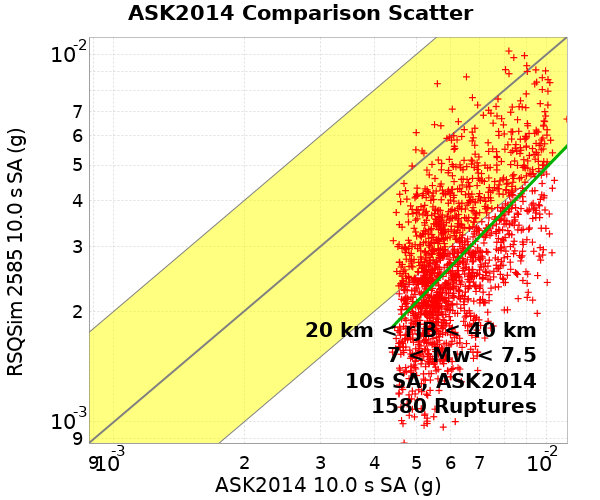 ASK2014 Comparison Scatter
RSQSim 2585 10.0 s SA (g)
10-2
7
6
5
4
3
2
10-3
9
20 km < rJB < 40 km
7 < Mw < 7.5
10s SA, ASK2014
1580 Ruptures
9 10-3 2 3 4 5 6 7 10-2
ASK2014 10.0 s SA (g)